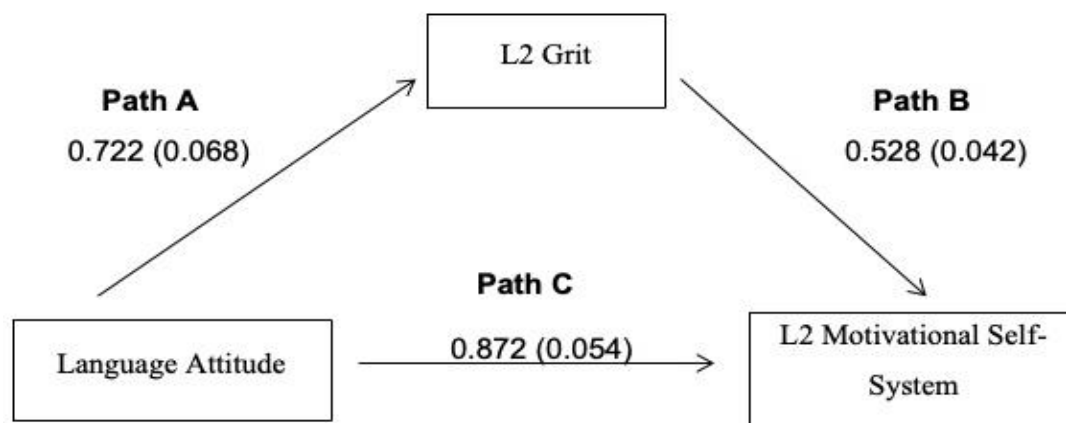 L2 Grit
Path A
0.722 (0.068)
Path B
0.528 (0.042)
Path C
0.872 (0.054)
Language Attitude
L2 Motivational Self-
System